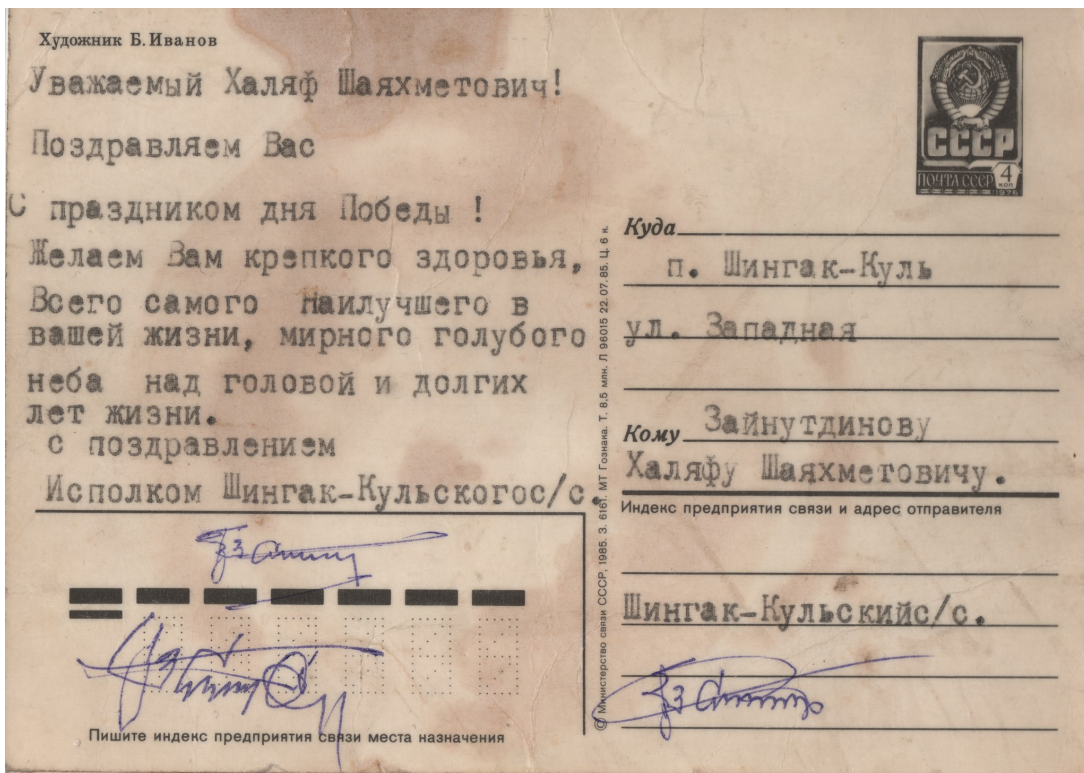 Художник Б. Иванов
Уважаемый Халяф Шаяхметович!
Поздравляем Вас
С праздником дня Победы !
Желаем Вам крепкого здоровья,
Всего самого наилучшего в
вашей жизни, мирного голубого
неба над головой и долгих
лет жизни.
с поздравлением
Исполком Шингак-Кульскогос/с.
Пишите индекс предприятия связи места назначения
© Министерство связи СССР, 1985. З. 6161. МТ Гознака. Т. 8,5 млн. Л 96015 22.07.85. Ц. 6 к.
СССР
ПОЧТА СССР
4
КОП
1976
Куда
п. Шингак-Куль
ул. Западная
Кому Зайнутдинову
Халяфу Шаяхметовичу.
Индекс предприятия связи и адрес отправителя
Шингак-Кульскийс/с.